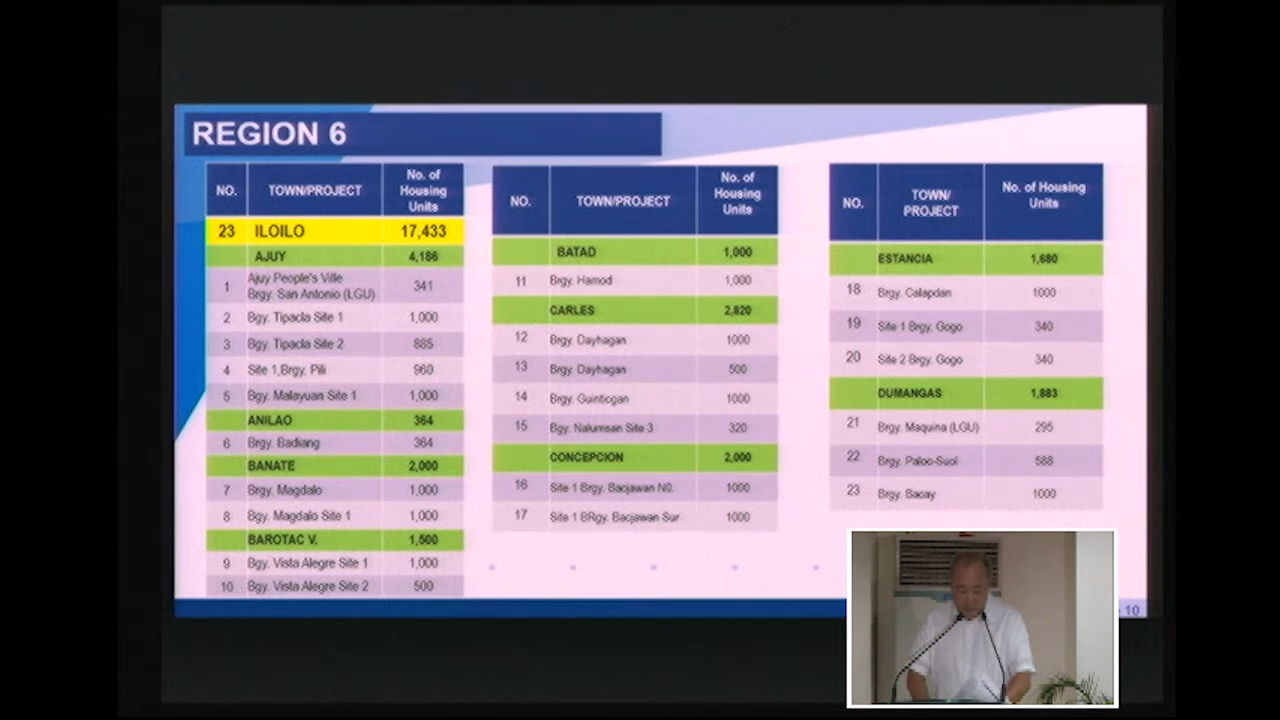 REGION 6
NO. TOWN/PROJECT No. of Housing Units
23 ILOILO 17,433
AJUY 4,186
1 Ajuy People's Ville Brgy. San Antonio (LGU) 341
2 Bgy. Tipacla Site 1 1,000
3 Bgy. Tipacla Site 2 885
4 Site 1,Brgy. Pili 960
5 Bgy. Malayuan Site 1 1,000
ANILAO 364
6 Brgy. Badiang 364
BANATE 2,000
7 Brgy. Magdalo 1,000
8 Bgy. Magdalo Site 1 1,000
BAROTAC V. 1,500
9 Bgy. Vista Alegre Site 1 1,000
10 Bgy. Vista Alegre Site 2 500
NO. TOWN/PROJECT No. of Housing Units
BATAD 1,000
11 Brgy. Hamod 1,000
CARLES 2,820
12 Brgy. Dayhagan 1000
13 Brgy. Dayhagan 500
14 Brgy. Guinticgan 1000
15 Bgy. Nalumsan Site 3 320
CONCEPCION 2,000
16 Site 1 Brgy. Bacjawan N0. 1000
17 Site 1 BRgy. Bacjawan Sur 1000
NO. TOWN/ PROJECT No. of Housing Units
ESTANCIA 1,680
18 Brgy. Calapdan 1000
19 Site 1 Brgy. Gogo 340
20 Site 2 Brgy. Gogo 340
DUMANGAS 1,883
21 Brgy. Maquina (LGU) 295
22 Brgy. Paloc-Suol 588
23 Brgy. Bacay 1000
10